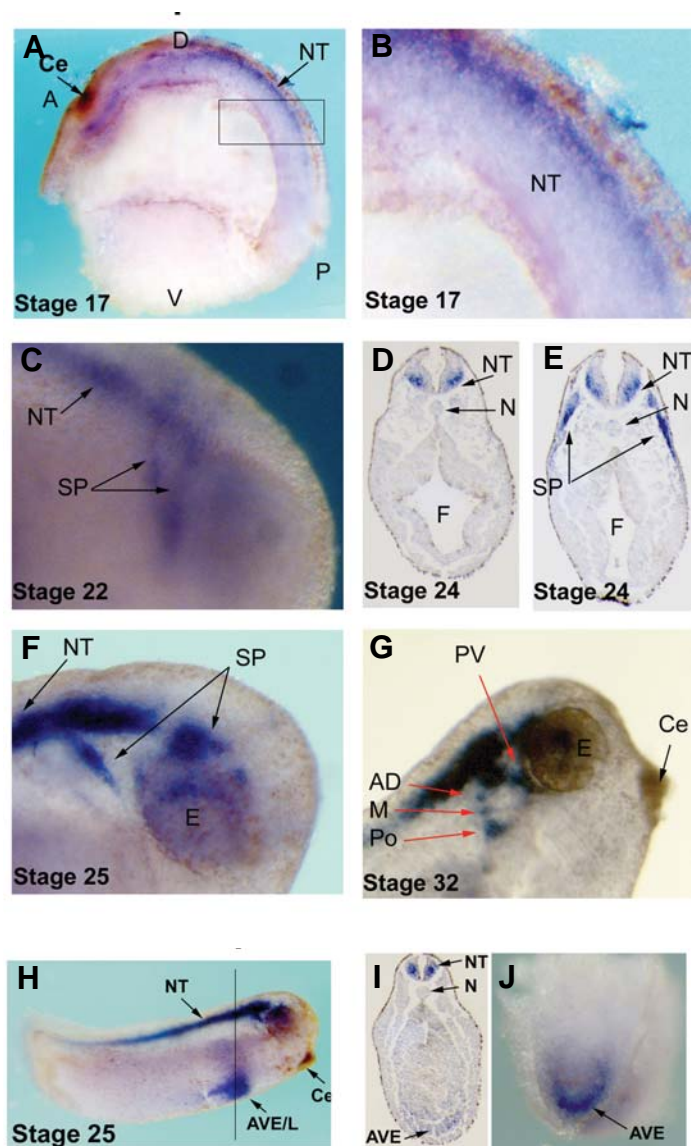 A
D
NT
Ce
A
P
V
Stage 17
B
NT
Stage 17
C
NT
SP
Stage 22
D
NT
N
F
Stage 24
E
NT
N
SP
F
Stage 24
F
NT
SP
E
Stage 25
G
PV
Ce
E
AD
M
Po
Stage 32
H
NT
Ce
AVE/L
Stage 25
I
NT
N
AVE
J
AVE